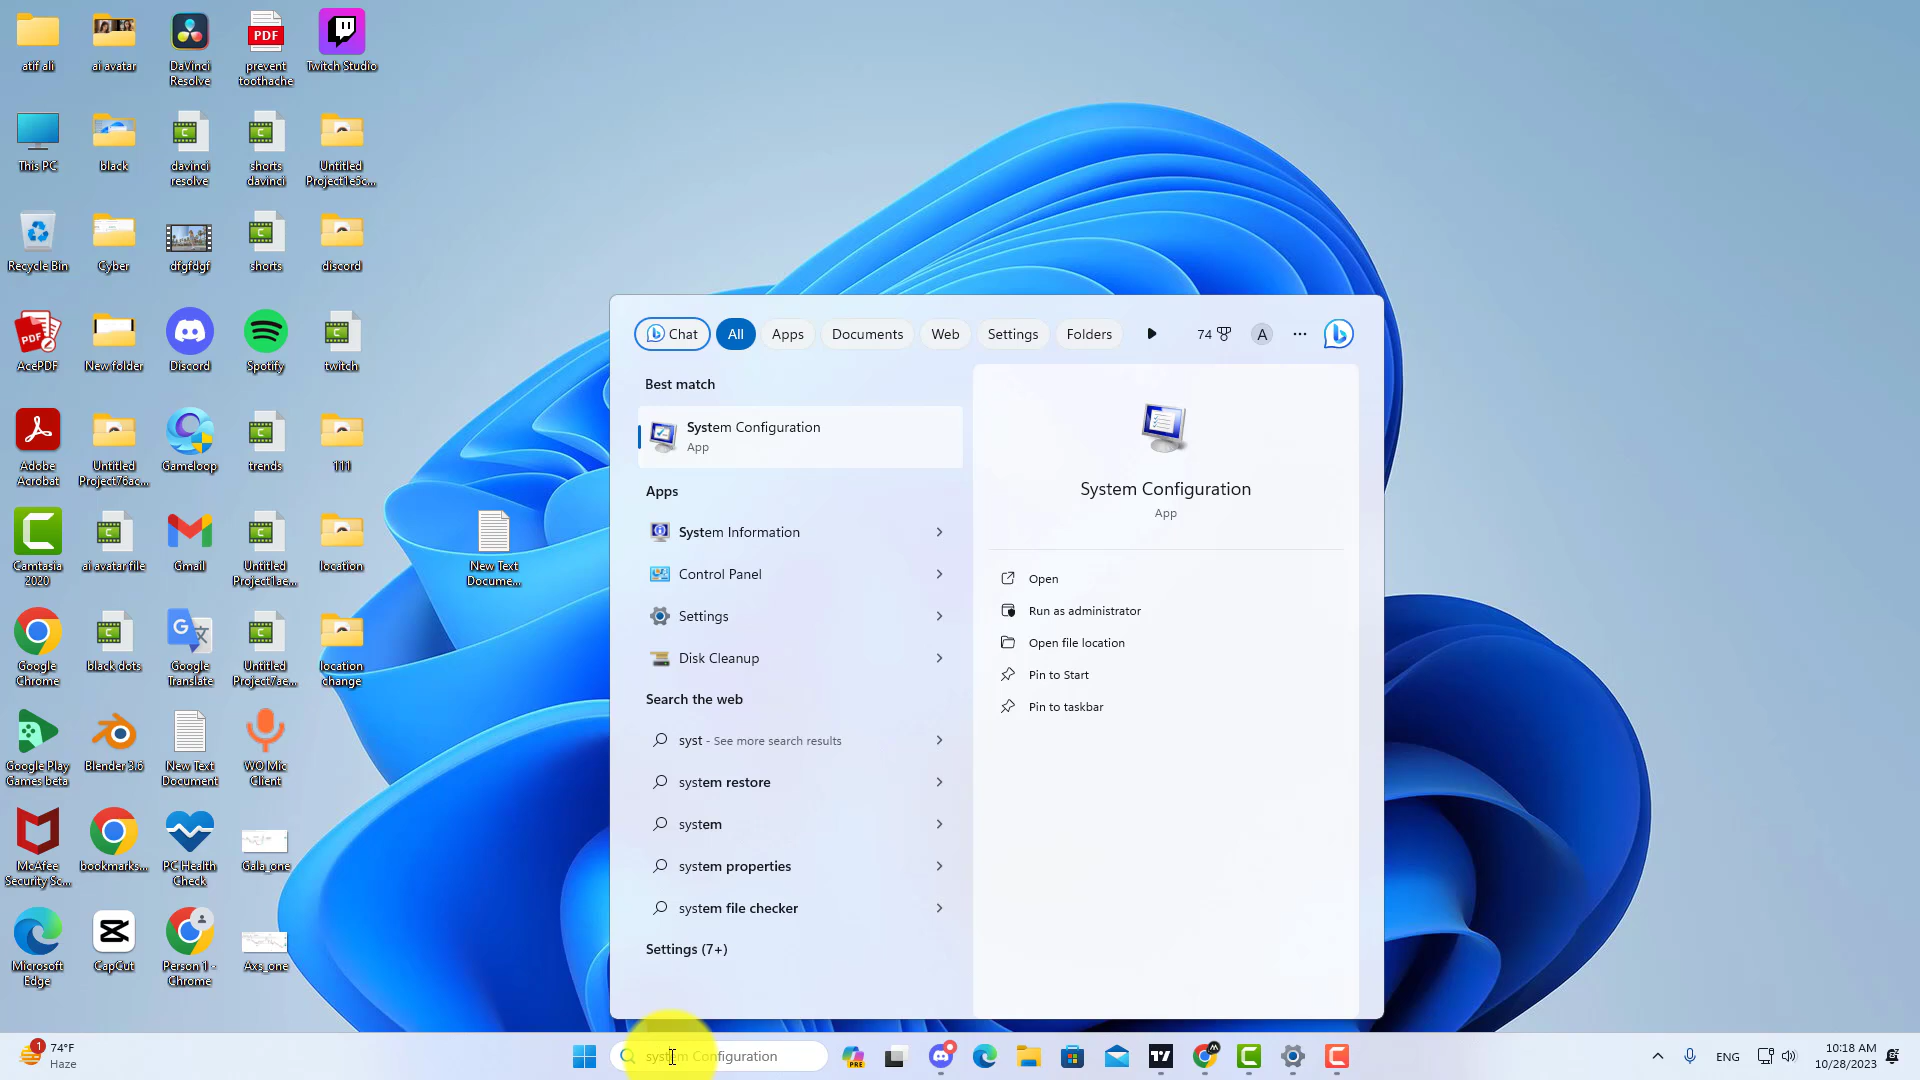 atif ali
ai avatar
DaVinci
Resolve
PDF
prevent
toothache
Twitch Studio
This PC
black
davinci
resolve
shorts
davinci
Untitled
Project1e5c...
Recycle Bin
Cyber
dfgfdgf
shorts
discord
PDF
AcePDF
New folder
Discord
Spotify
twitch
Adobe
Acrobat
Untitled
Project76ac...
Gameloop
trends
111
Camtasia
2020
ai avatar file
Gmail
Untitled
Project1ae...
location
New Text
Docume...
Google
Chrome
black dots
Google
Translate
Untitled
Project7ae...
location
change
Google Play
Games beta
Blender 3.6
New Text
Document
WO Mic
Client
McAfee
Security Sc...
bookmarks...
PC Health
Check
Gala_one
Microsoft
Edge
CapCut
Person 1 -
Chrome
Axs_one
Chat
All
Apps
Documents
Web
Settings
Folders
74
A
Best match
System Configuration
App
Apps
System Information
Control Panel
Settings
Disk Cleanup
Search the web
syst - See more search results
system restore
system
system properties
system file checker
Settings (7+)
System Configuration
App
Open
Run as administrator
Open file location
Pin to Start
Pin to taskbar
1
74°F
Haze
system Configuration
PRE
ENG
10:18 AM
10/28/2023